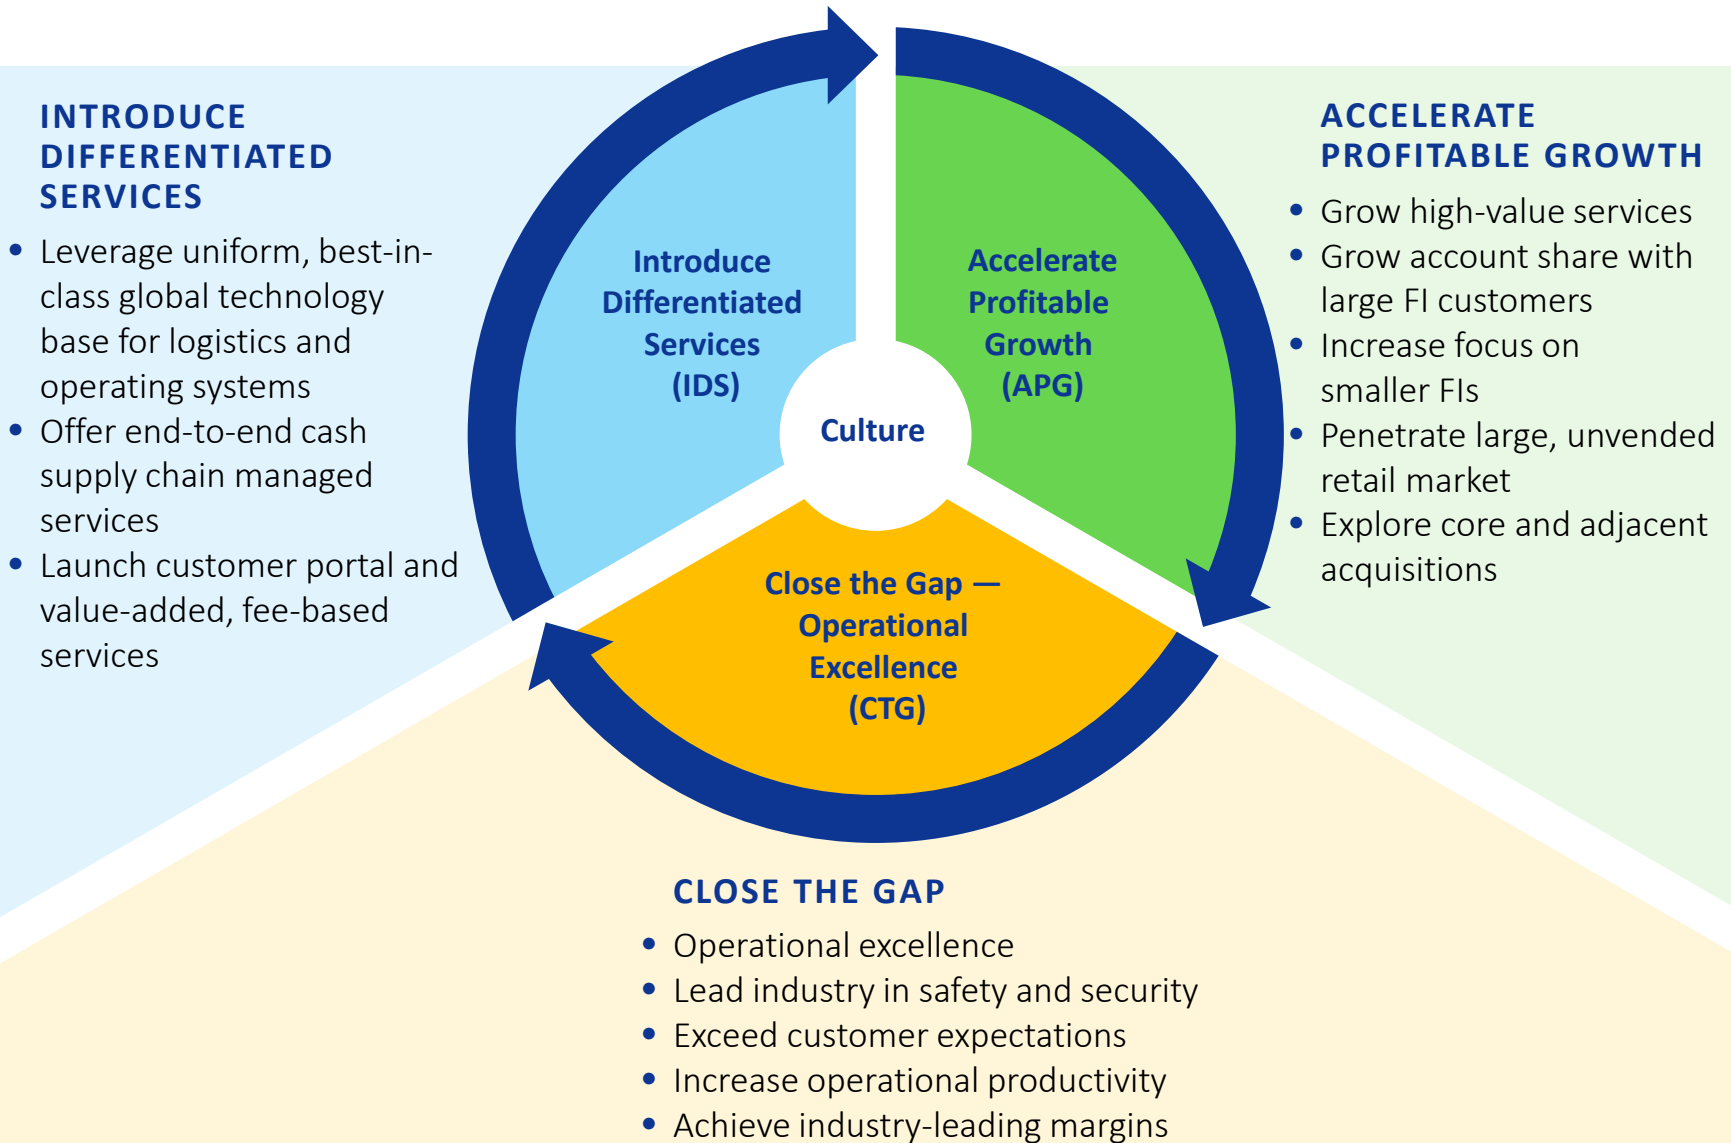 INTRODUCE
DIFFERENTIATED
SERVICES
• Leverage uniform, best-in-
class global technology
base for logistics and
operating systems
• Offer end-to-end cash
supply chain managed
services
• Launch customer portal and
value-added, fee-based
services
Introduce
Differentiated
Services
(IDS)
Accelerate
Profitable
Growth
(APG)
Culture
Close the Gap —
Operational
Excellence
(CTG)
ACCELERATE
PROFITABLE GROWTH
• Grow high-value services
• Grow account share with
large FI customers
• Increase focus on
smaller FIs
• Penetrate large, unvended
retail market
• Explore core and adjacent
acquisitions
CLOSE THE GAP
• Operational excellence
• Lead industry in safety and security
• Exceed customer expectations
• Increase operational productivity
• Achieve industry-leading margins